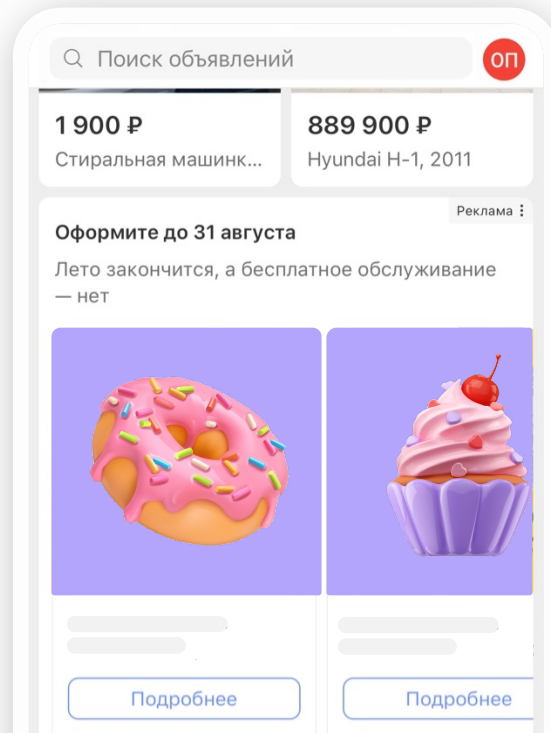 Поиск объявлений
ОП
1 900 ₽
889 900 ₽
Стиральная машинк...
Hyundai H-1, 2011
Реклама
Оформите до 31 августа
Лето закончится, а бесплатное обслуживание
— нет
Подробнее
Подробнее